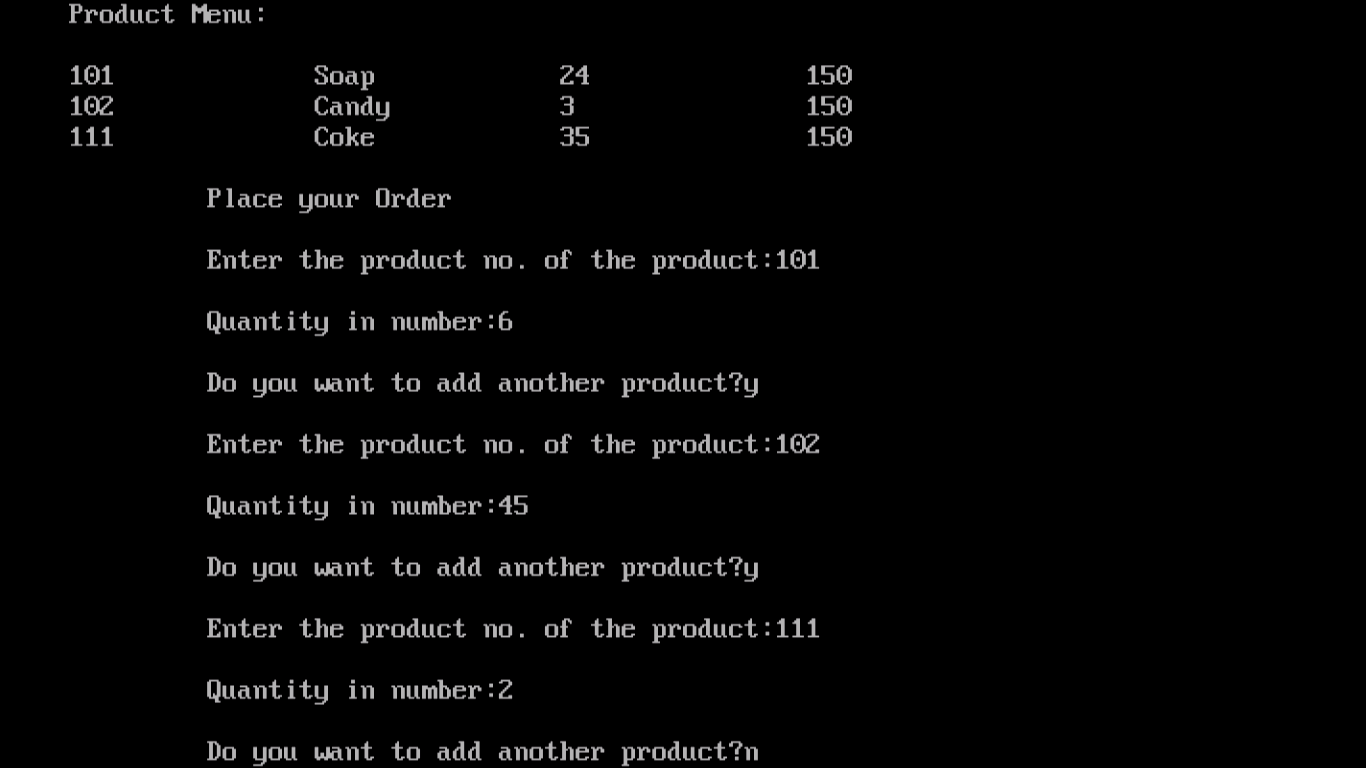 Product Menu:
101 Soap 24 150
102 Candy 3 150
111 Coke 35 150
Place your Order
Enter the product no. of the product:101
Quantity in number:6
Do you want to add another product?y
Enter the product no. of the product:102
Quantity in number:45
Do you want to add another product?y
Enter the product no. of the product:111
Quantity in number:2
Do you want to add another product?n